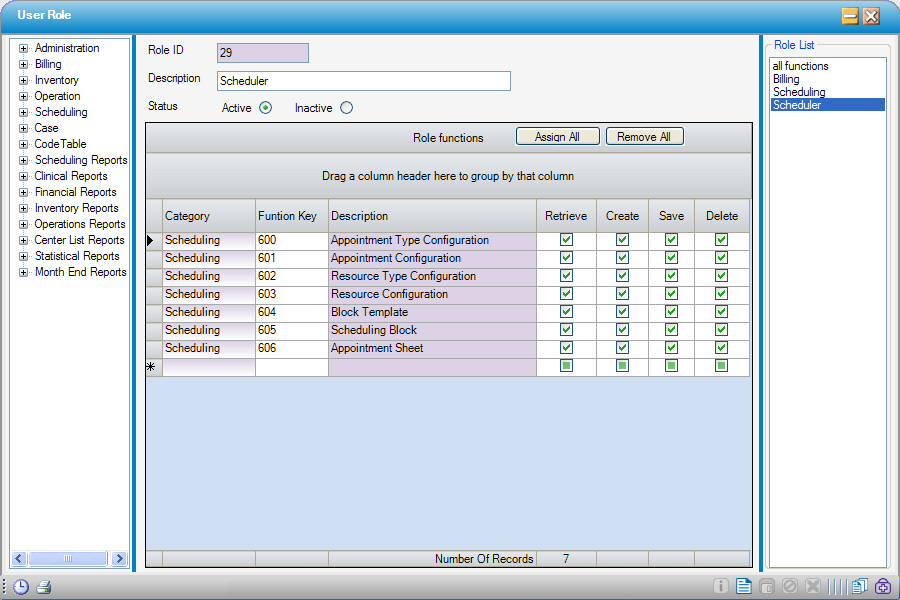 User Role
Administration
Billing
Inventory
Operation
Scheduling
Case
Code Table
Scheduling Reports
Clinical Reports
Financial Reports
Inventory Reports
Operations Reports
Center List Reports
Statistical Reports
Month End Reports
Role ID 29
Description Scheduler
Status Active Inactive
Role functions Assign All Remove All
Drag a column header here to group by that column
Category Funtion Key Description Retrieve Create Save Delete
Scheduling 600 Appointment Type Configuration
Scheduling 601 Appointment Configuration
Scheduling 602 Resource Type Configuration
Scheduling 603 Resource Configuration
Scheduling 604 Block Template
Scheduling 605 Scheduling Block
Scheduling 606 Appointment Sheet
Number Of Records 7
Role List
all functions
Billing
Scheduling
Scheduler